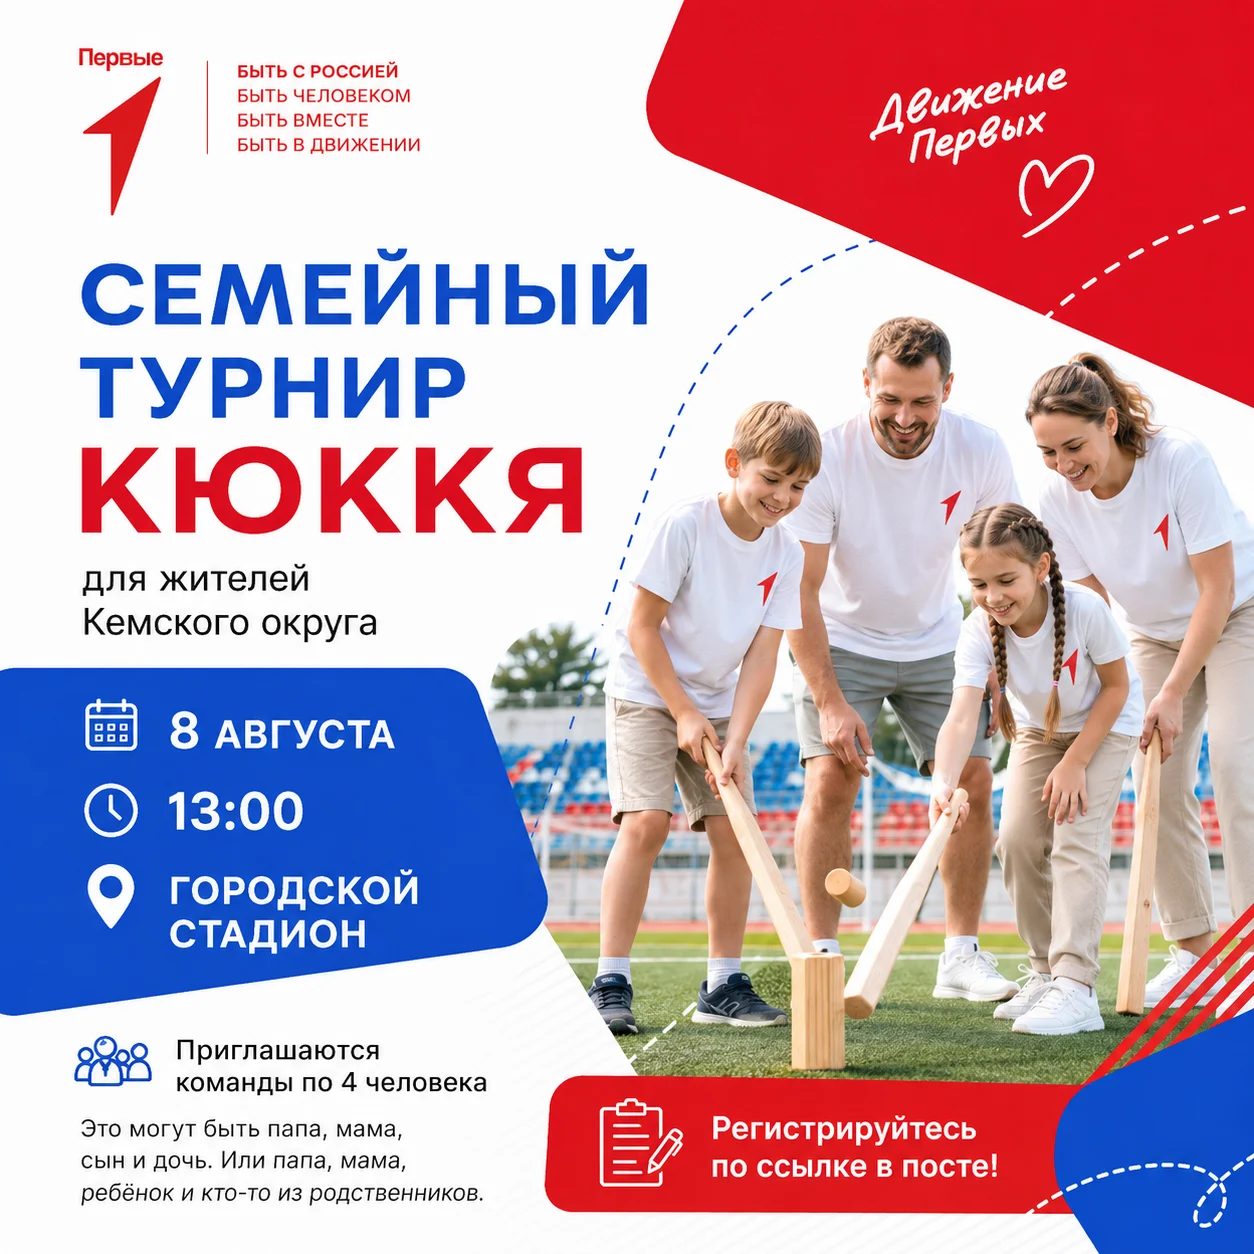 Первые
БЫТЬ С РОССИЕЙ
БЫТЬ ЧЕЛОВЕКОМ
БЫТЬ ВМЕСТЕ
БЫТЬ В ДВИЖЕНИИ
Движение
Первых
СЕМЕЙНЫЙ
ТУРНИР
КЮККЯ
для жителей
Кемского округа
8 АВГУСТА
13:00
ГОРОДСКОЙ
СТАДИОН
Приглашаются
команды по 4 человека
Это могут быть папа, мама,
сын и дочь. Или папа, мама,
ребёнок и кто-то из родственников.
Регистрируйтесь
по ссылке в посте!